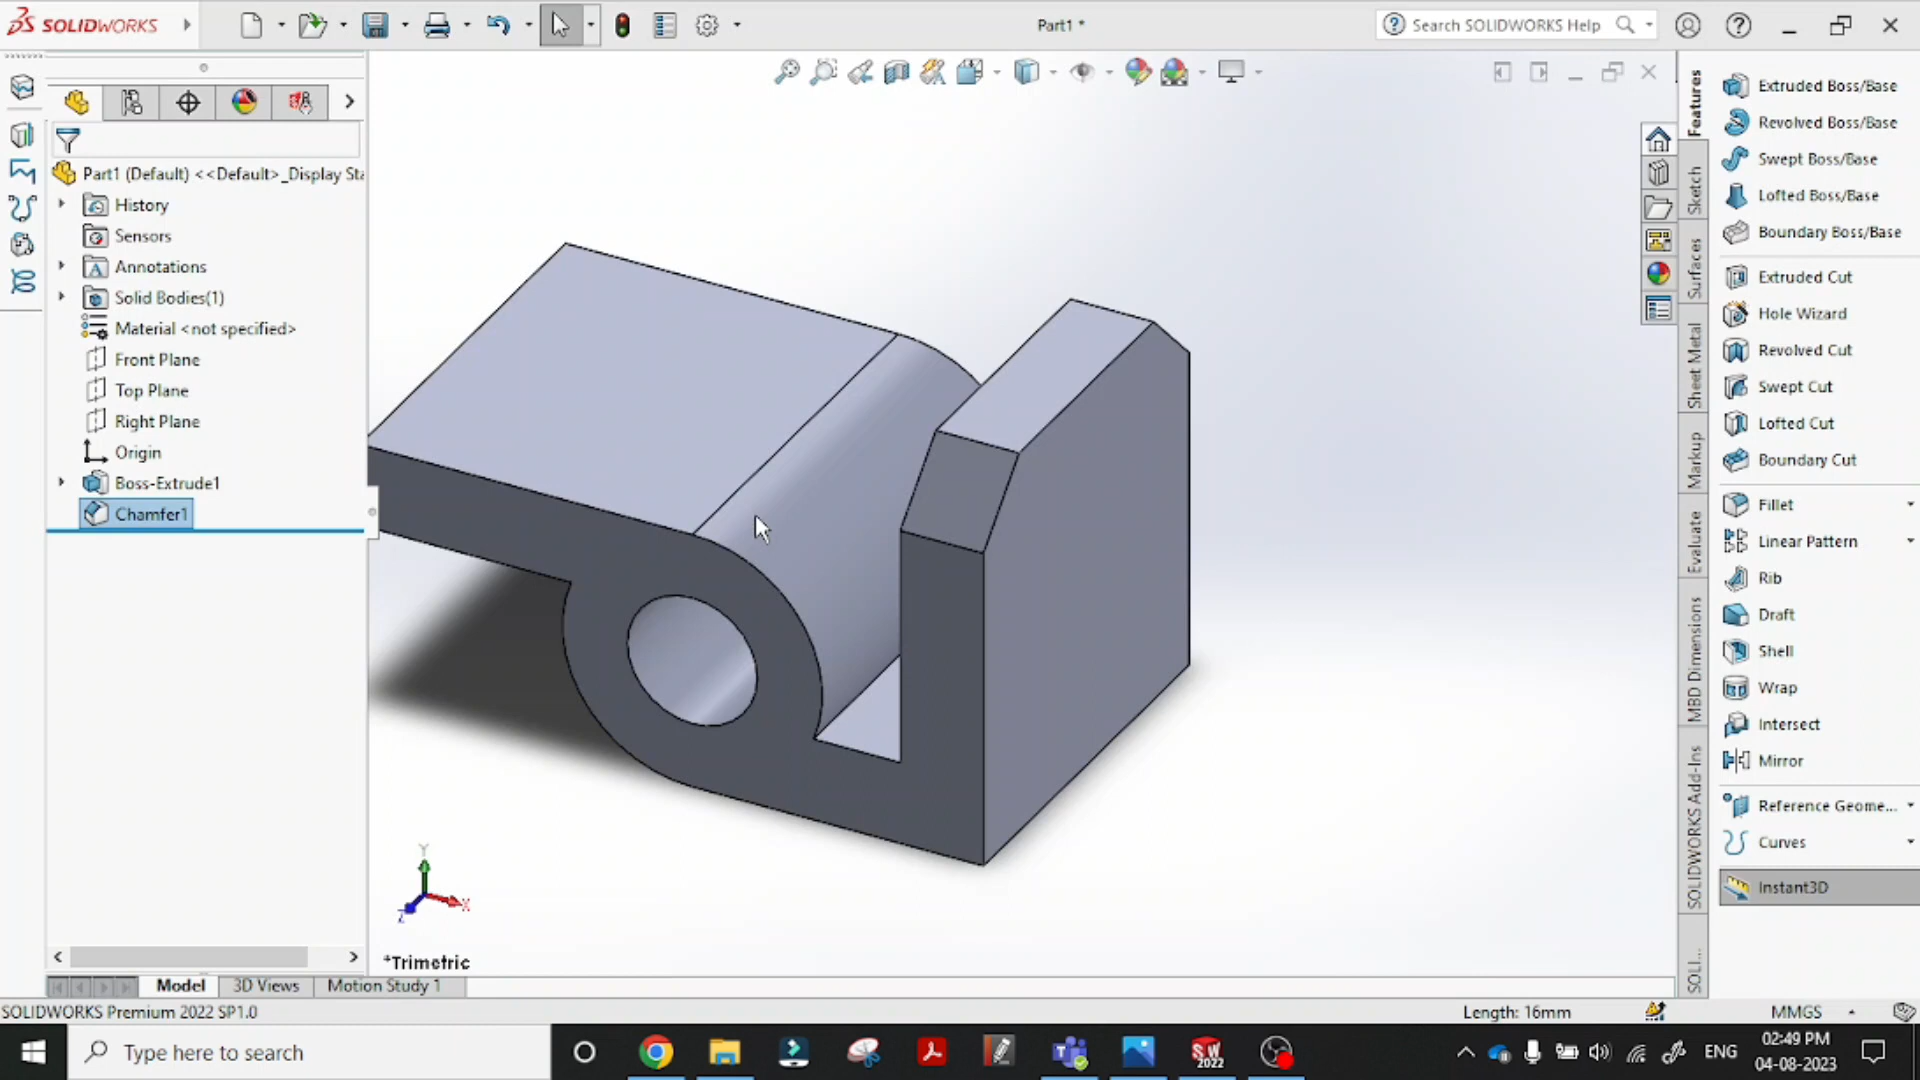 SOLIDWORKS
Part1 *
Search SOLIDWORKS Help
Part1 (Default) <<Default>_Display Sta
History
Sensors
Annotations
Solid Bodies(1)
Material <not specified>
Front Plane
Top Plane
Right Plane
Origin
Boss-Extrude1
Chamfer1
Y
X
Z
*Trimetric
Features
Sketch
Surfaces
Sheet Metal
Markup
Evaluate
MBD Dimensions
SOLIDWORKS Add-Ins
SOLI...
Extruded Boss/Base
Revolved Boss/Base
Swept Boss/Base
Lofted Boss/Base
Boundary Boss/Base
Extruded Cut
Hole Wizard
Revolved Cut
Swept Cut
Lofted Cut
Boundary Cut
Fillet
Linear Pattern
Rib
Draft
Shell
Wrap
Intersect
Mirror
Reference Geome...
Curves
Instant3D
Model
3D Views
Motion Study 1
SOLIDWORKS Premium 2022 SP1.0
Length: 16mm
MMGS
Type here to search
SW
2022
ENG
02:49 PM
04-08-2023